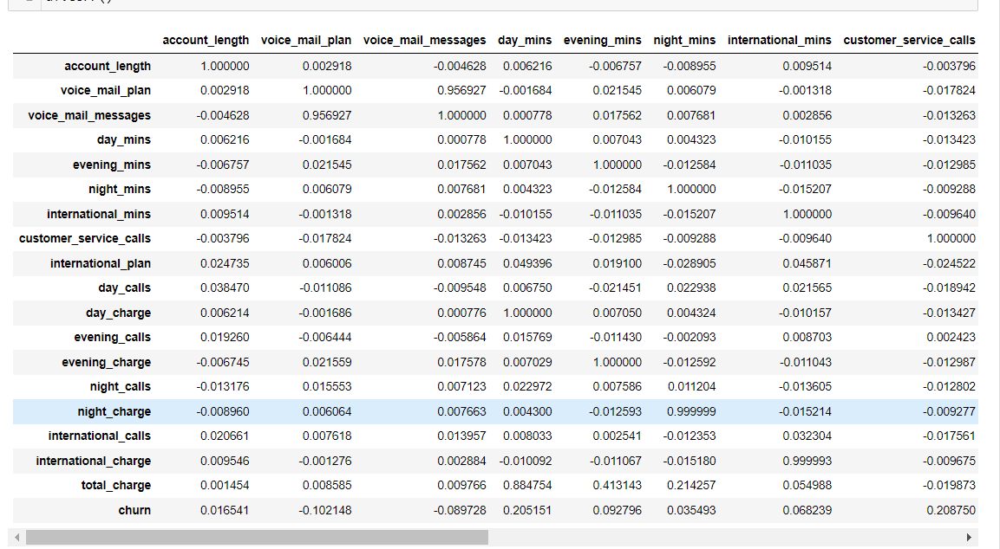 account_length voice_mail_plan voice_mail_messages day_mins evening_mins night_mins international_mins customer_service_calls
account_length 1.000000 0.002918 -0.004628 0.006216 -0.006757 -0.008955 0.009514 -0.003796
voice_mail_plan 0.002918 1.000000 0.956927 -0.001684 0.021545 0.006079 -0.001318 -0.017824
voice_mail_messages -0.004628 0.956927 1.000000 0.000778 0.017562 0.007681 0.002856 -0.013263
day_mins 0.006216 -0.001684 0.000778 1.000000 0.007043 0.004323 -0.010155 -0.013423
evening_mins -0.006757 0.021545 0.017562 0.007043 1.000000 -0.012584 -0.011035 -0.012985
night_mins -0.008955 0.006079 0.007681 0.004323 -0.012584 1.000000 -0.015207 -0.009288
international_mins 0.009514 -0.001318 0.002856 -0.010155 -0.011035 -0.015207 1.000000 -0.009640
customer_service_calls -0.003796 -0.017824 -0.013263 -0.013423 -0.012985 -0.009288 -0.009640 1.000000
international_plan 0.024735 0.006006 0.008745 0.049396 0.019100 -0.028905 0.045871 -0.024522
day_calls 0.038470 -0.011086 -0.009548 0.006750 -0.021451 0.022938 0.021565 -0.018942
day_charge 0.006214 -0.001686 0.000776 1.000000 0.007050 0.004324 -0.010157 -0.013427
evening_calls 0.019260 -0.006444 -0.005864 0.015769 -0.011430 -0.002093 0.008703 0.002423
evening_charge -0.006745 0.021559 0.017578 0.007029 1.000000 -0.012592 -0.011043 -0.012987
night_calls -0.013176 0.015553 0.007123 0.022972 0.007586 0.011204 -0.013605 -0.012802
night_charge -0.008960 0.006064 0.007663 0.004300 -0.012593 0.999999 -0.015214 -0.009277
international_calls 0.020661 0.007618 0.013957 0.008033 0.002541 -0.012353 0.032304 -0.017561
international_charge 0.009546 -0.001276 0.002884 -0.010092 -0.011067 -0.015180 0.999993 -0.009675
total_charge 0.001454 0.008585 0.009766 0.884754 0.413143 0.214257 0.054988 -0.019873
churn 0.016541 -0.102148 -0.089728 0.205151 0.092796 0.035493 0.068239 0.208750